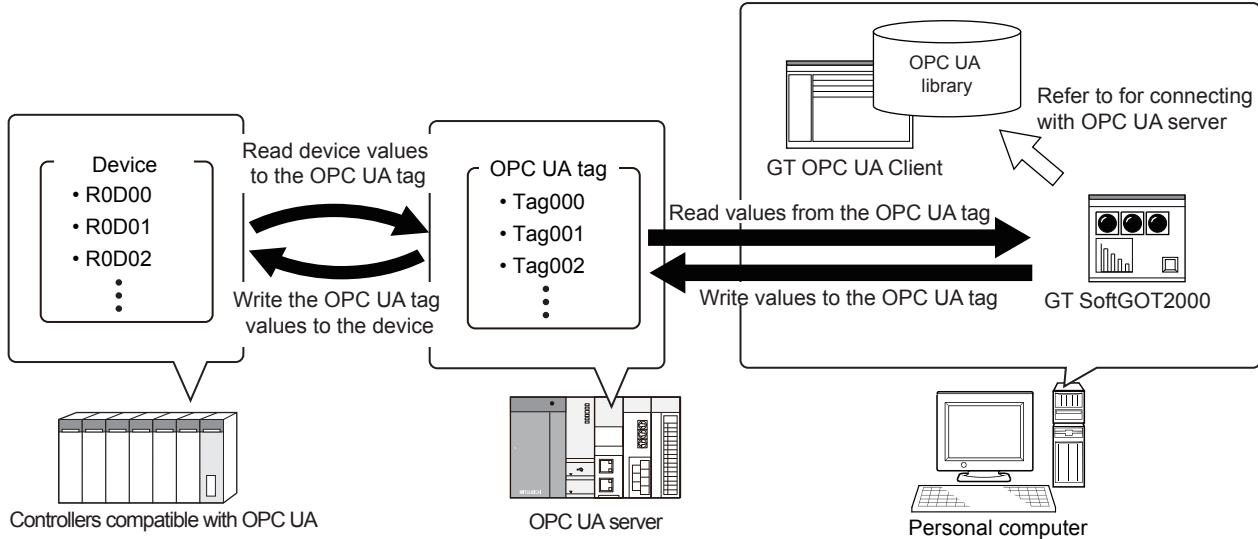 Device
• R0D00
• R0D01
• R0D02
Controllers compatible with OPC UA
Read device values
to the OPC UA tag
Write the OPC UA tag
values to the device
OPC UA tag
• Tag000
• Tag001
• Tag002
OPC UA server
Read values from the OPC UA tag
Write values to the OPC UA tag
OPC UA
library
GT OPC UA Client
Refer to for connecting
with OPC UA server
GT SoftGOT2000
Personal computer